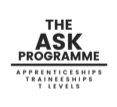 THE
ASK
PROGRAMME
APPRENTICESHIPS
TRAINEESHIPS
T LEVELS